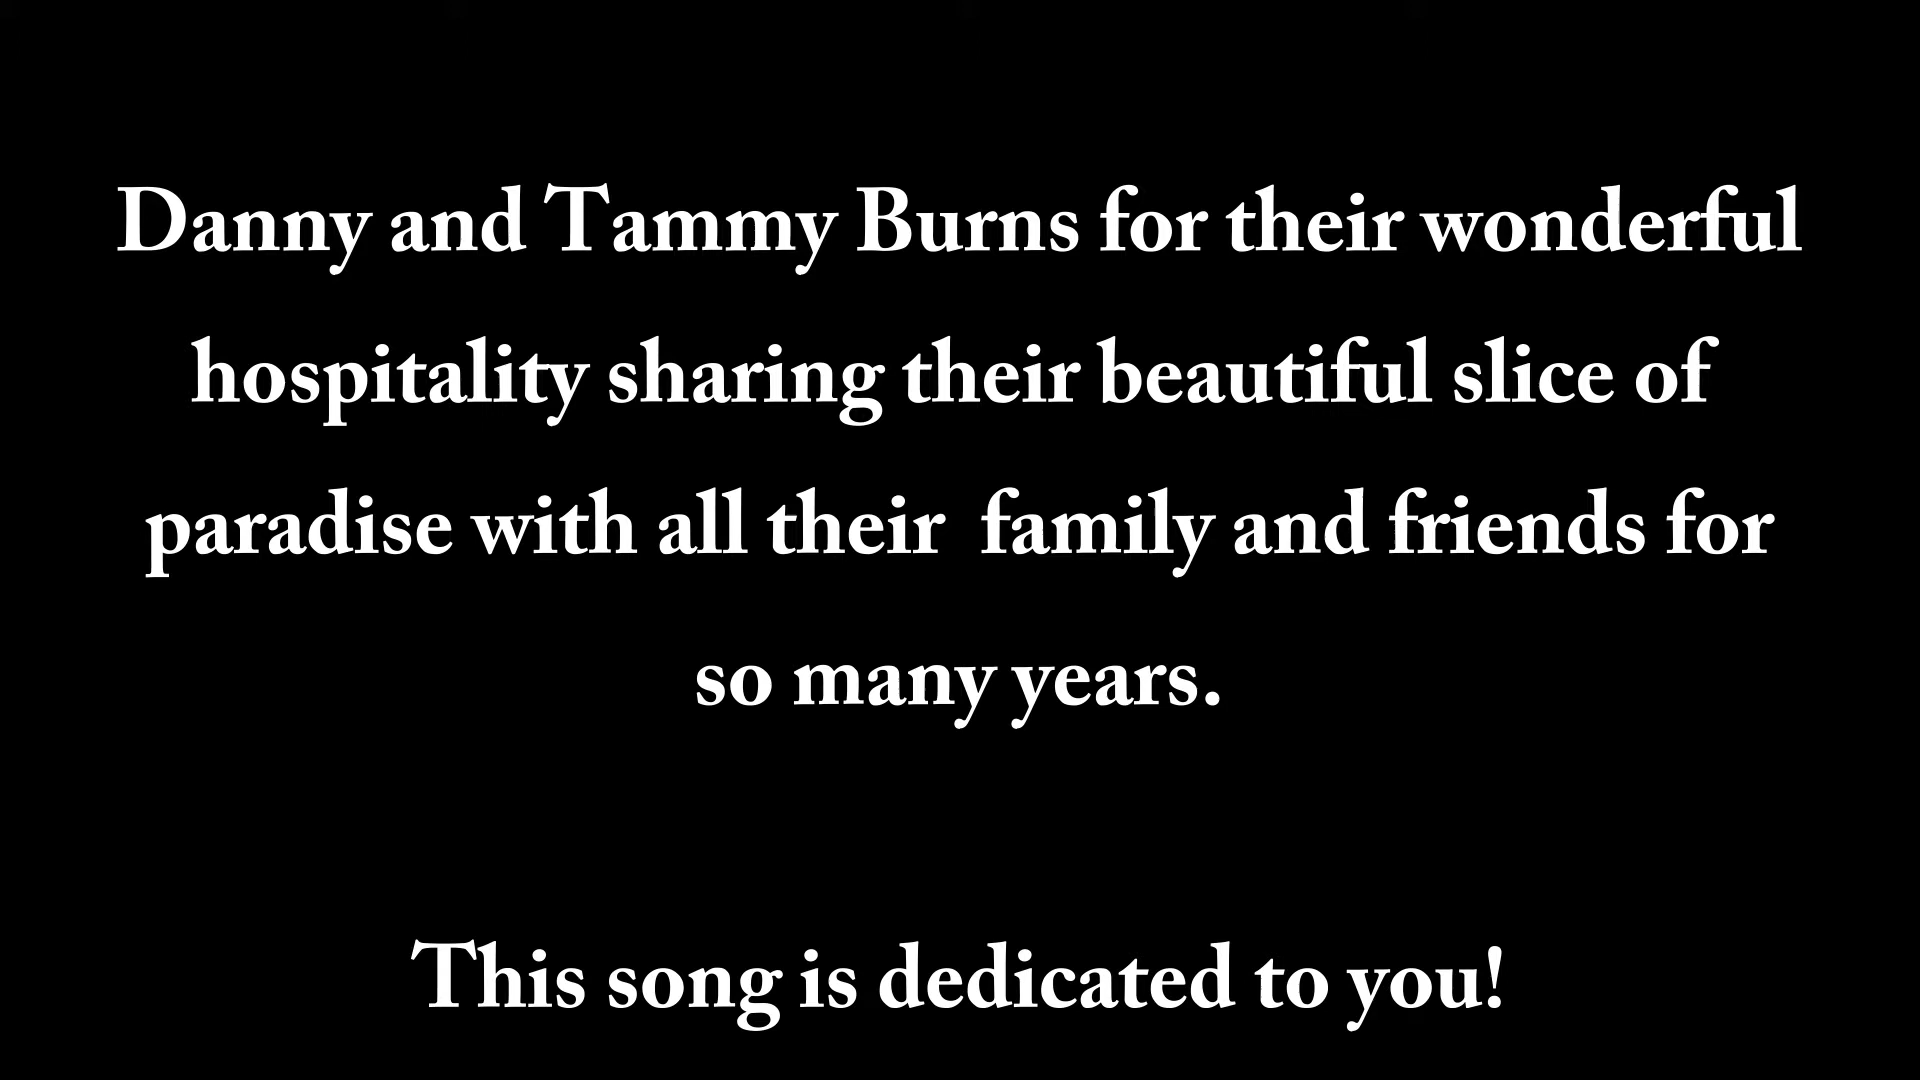 Danny and Tammy Burns for their wonderful
hospitality sharing their beautiful slice of
paradise with all their  family and friends for
so many years.
This song is dedicated to you!